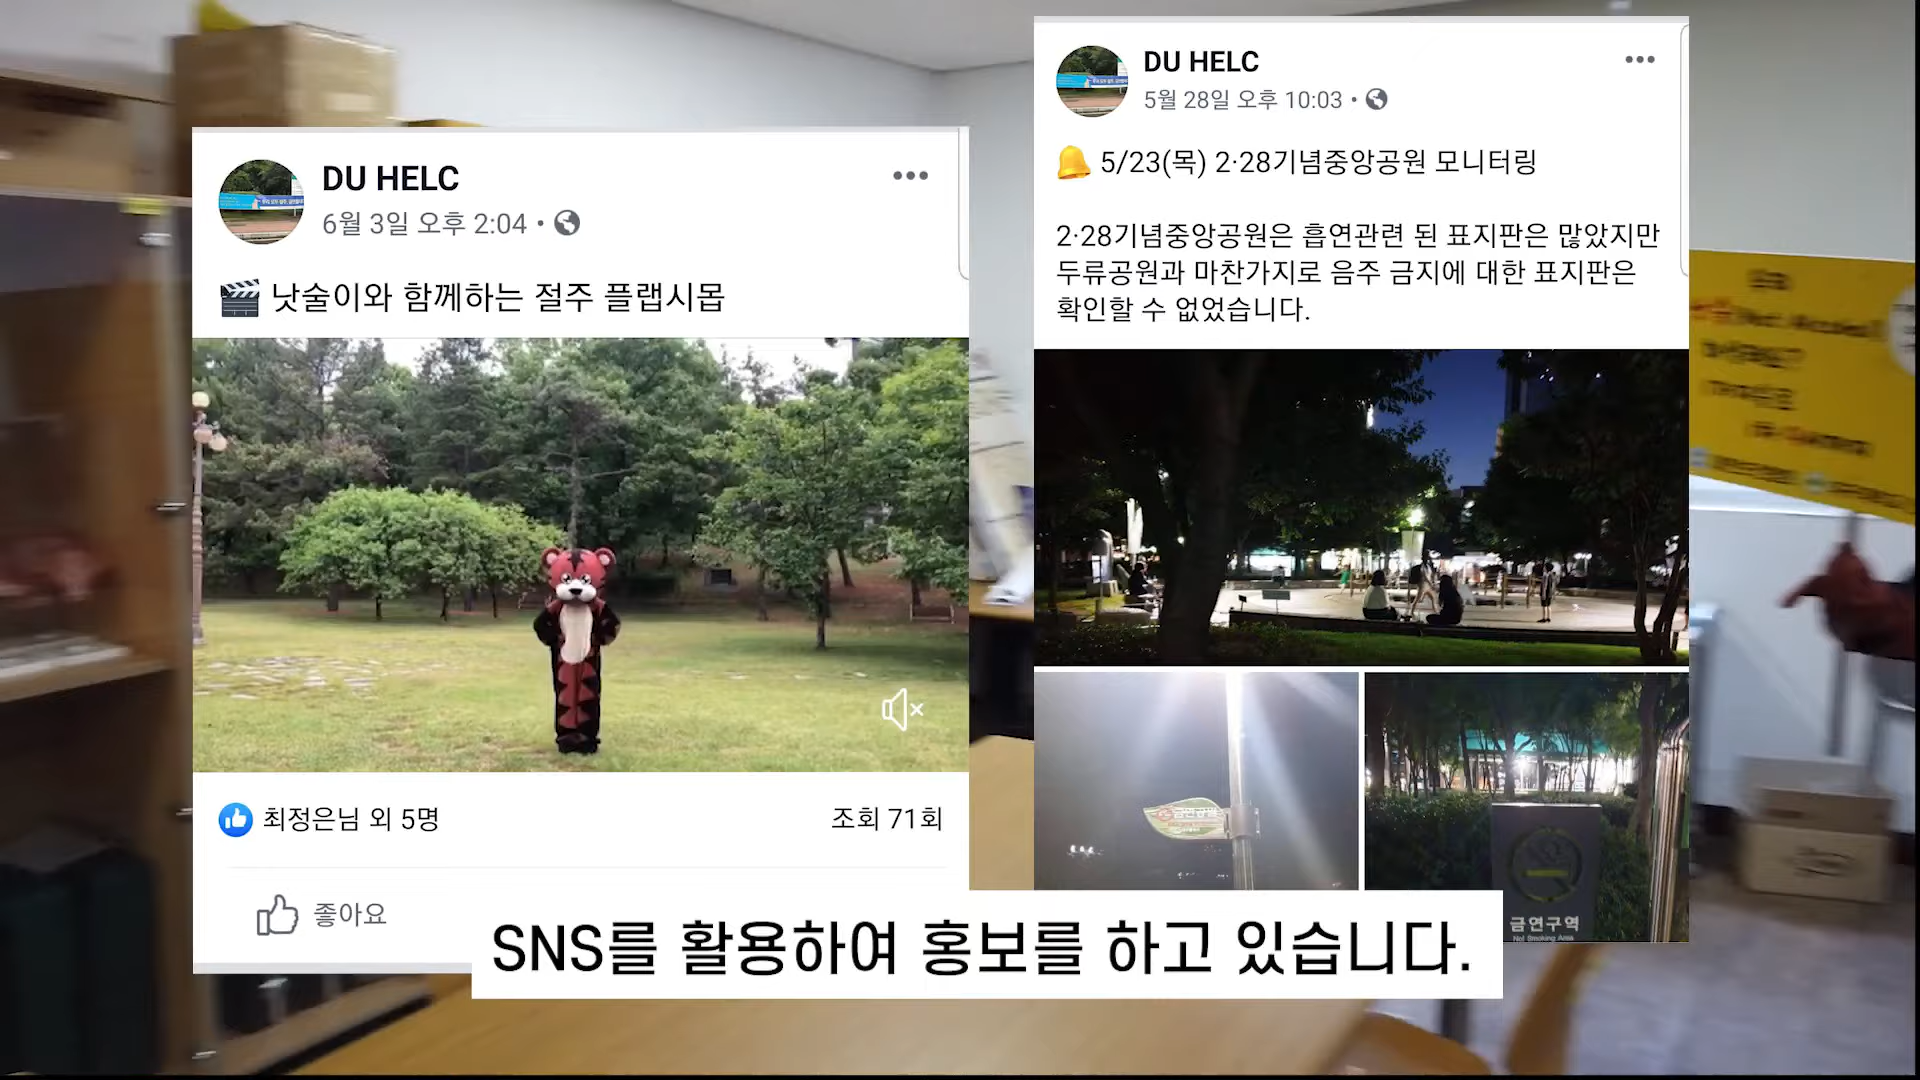 DU HELC
6월 3일 오후 2:04 •
낫술이와 함께하는 절주 플랩시몹
최정은님 외 5명
조회 71회
좋아요
DU HELC
5월 28일 오후 10:03 •
5/23(목) 2·28기념중앙공원 모니터링
2·28기념중앙공원은 흡연관련 된 표지판은 많았지만
두류공원과 마찬가지로 음주 금지에 대한 표지판은
확인할 수 없었습니다.
금연구역
No Smoking Area
SNS를 활용하여 홍보를 하고 있습니다.